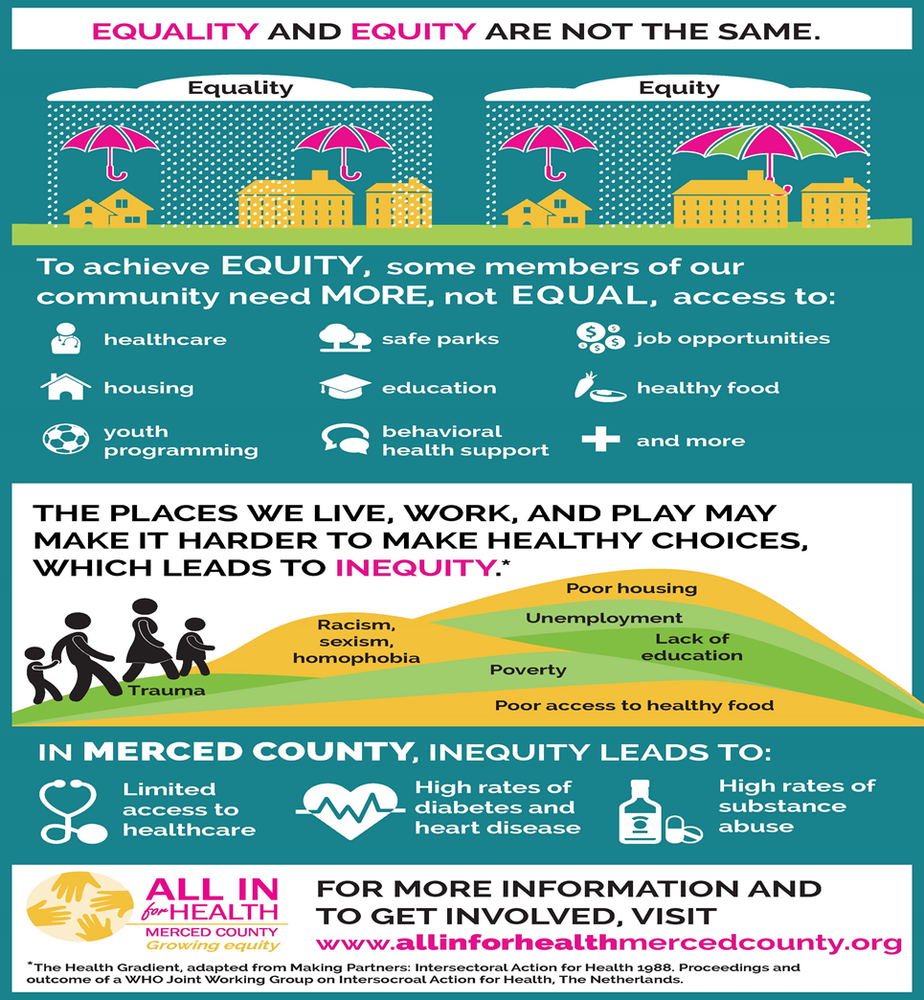 EQUALITY AND EQUITY ARE NOT THE SAME.
Equality
Equity
To achieve EQUITY, some members of our
community need MORE, not EQUAL, access to:
healthcare
safe parks
job opportunities
housing
education
healthy food
youth
programming
behavioral
health support
and more
THE PLACES WE LIVE, WORK, AND PLAY MAY
MAKE IT HARDER TO MAKE HEALTHY CHOICES,
WHICH LEADS TO INEQUITY.*
Poor housing
Unemployment
Racism,
sexism,
homophobia
Lack of
education
Poverty
Trauma
Poor access to healthy food
IN MERCED COUNTY, INEQUITY LEADS TO:
Limited
access to
healthcare
High rates of
diabetes and
heart disease
High rates of
substance
abuse
ALL IN
for HEALTH
MERCED COUNTY
Growing equity
FOR MORE INFORMATION AND
TO GET INVOLVED, VISIT
www.allinforhealthmercedcounty.org
*The Health Gradient, adapted from Making Partners: Intersectoral Action for Health 1988. Proceedings and
outcome of a WHO Joint Working Group on Intersocroal Action for Health, The Netherlands.